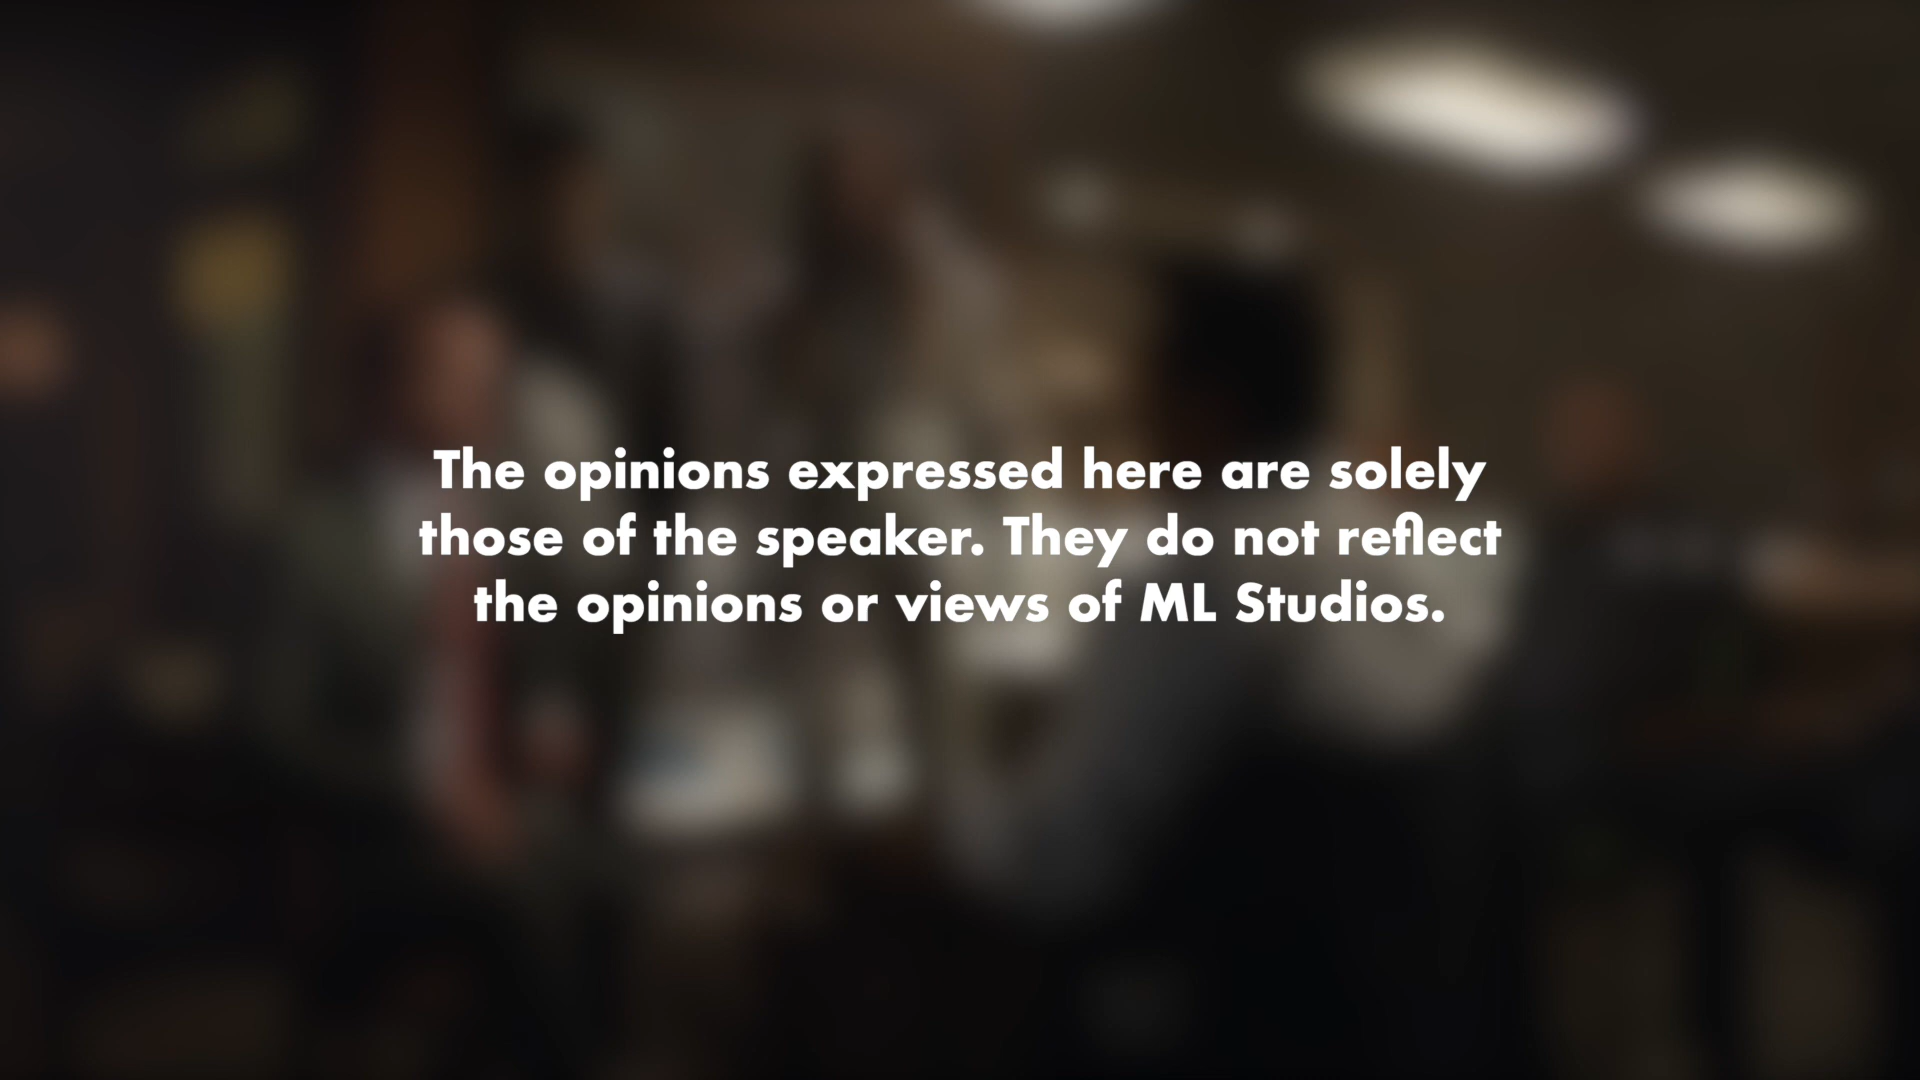 The opinions expressed here are solely
those of the speaker. They do not reflect
the opinions or views of ML Studios.